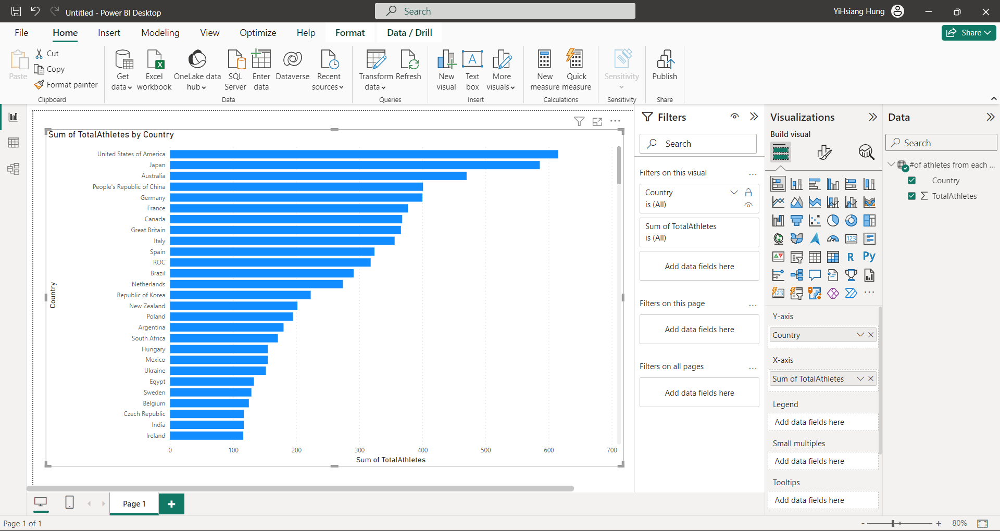 Untitled - Power BI Desktop
Search
YiHsiang Hung
File
Home
Insert
Modeling
View
Optimize
Help
Format
Data / Drill
Share
Paste
Cut
Copy
Format painter
Clipboard
Get
data
Excel
workbook
OneLake data
hub
SQL
Server
Enter
data
Dataverse
Recent
sources
Data
Transform
data
Refresh
Queries
New
visual
A
Text
box
More
visuals
Insert
New
measure
Quick
measure
Calculations
Sensitivity
Sensitivity
Publish
Share
Sum of TotalAthletes by Country
Country
United States of America
Japan
Australia
People's Republic of China
Germany
France
Canada
Great Britain
Italy
Spain
ROC
Brazil
Netherlands
Republic of Korea
New Zealand
Poland
Argentina
South Africa
Hungary
Mexico
Ukraine
Egypt
Sweden
Belgium
Czech Republic
India
Ireland
0 100 200 300 400 500 600 700
Sum of TotalAthletes
Filters
Search
Filters on this visual
...
Country
is (All)
Sum of TotalAthletes
is (All)
Add data fields here
Filters on this page
...
Add data fields here
Filters on all pages
...
Add data fields here
Visualizations
Build visual
123
R
Py
123
...
Y-axis
Country
X-axis
Sum of TotalAthletes
Legend
Add data fields here
Small multiples
Add data fields here
Tooltips
Add data fields here
Data
Search
#of athletes from each ...
Country
Σ TotalAthletes
Page 1
+
Page 1 of 1
- + 80%